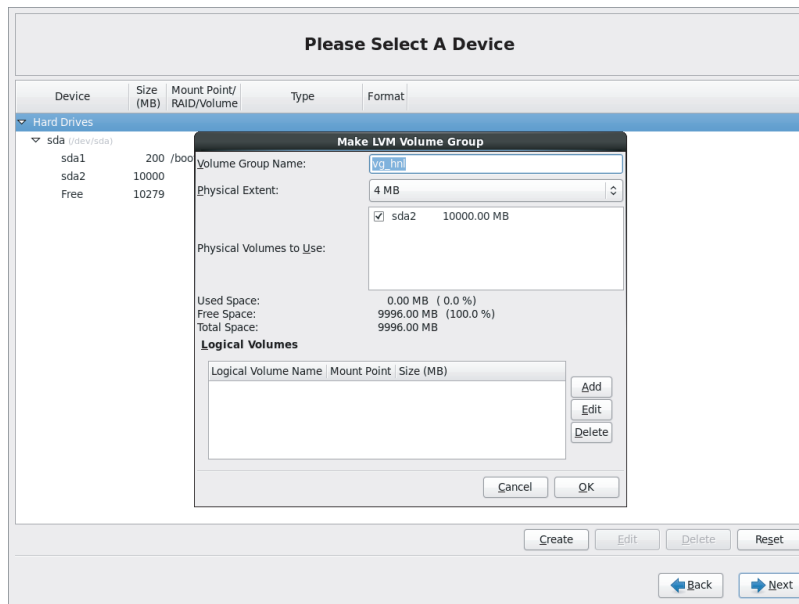 Please Select A Device
Device Size (MB) Mount Point/ RAID/Volume Type Format
Hard Drives
sda (/dev/sda)
sda1 200 /boo
sda2 10000
Free 10279
Make LVM Volume Group
Volume Group Name: vg_hnl
Physical Extent: 4 MB
Physical Volumes to Use:
sda2 10000.00 MB
Used Space: 0.00 MB ( 0.0 %)
Free Space: 9996.00 MB (100.0 %)
Total Space: 9996.00 MB
Logical Volumes
Logical Volume Name Mount Point Size (MB)
Add
Edit
Delete
Cancel OK
Create Edit Delete Reset
Back Next